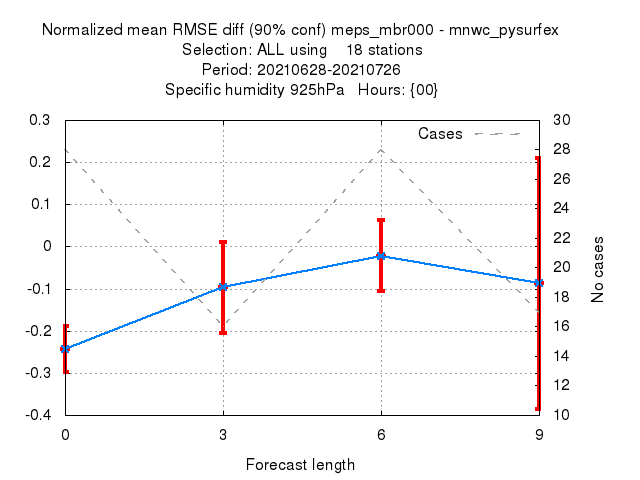 Normalized mean RMSE diff (90% conf) meps_mbr000 - mnwc_pysurfex
Selection: ALL using 18 stations
Period: 20210628-20210726
Specific humidity 925hPa Hours: {00}
Cases
0.3
0.2
0.1
0
-0.1
-0.2
-0.3
-0.4
30
28
26
24
22
20
18
16
14
12
10
No cases
0 3 6 9
Forecast length